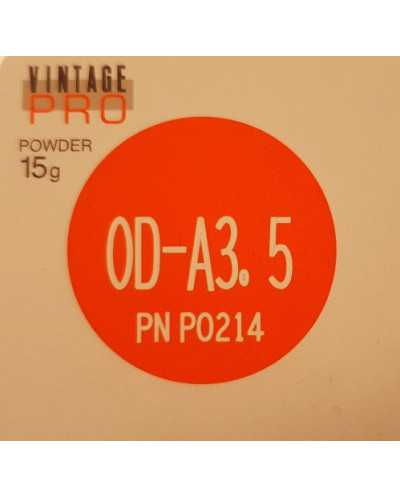 VINTAGE
PRO
POWDER
15g
OD-A3.5
PN P0214